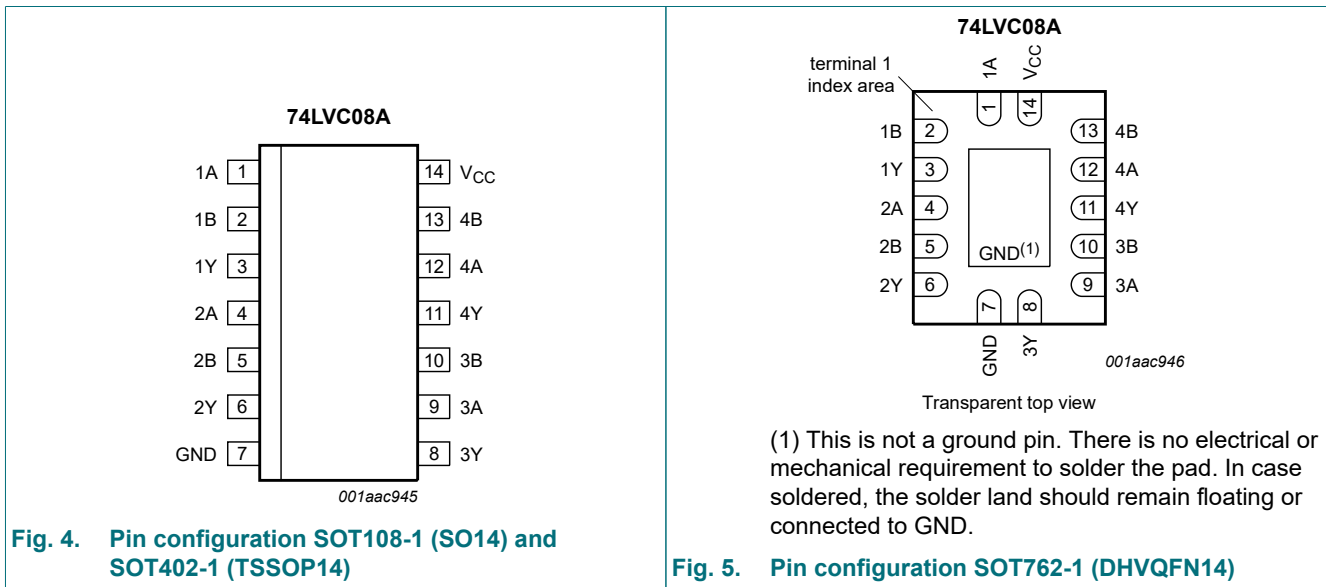 74LVC08A
1A 1
1B 2
1Y 3
2A 4
2B 5
2Y 6
GND 7
14 VCC
13 4B
12 4A
11 4Y
10 3B
9 3A
8 3Y
001aac945
Fig. 4. Pin configuration SOT108-1 (SO14) and
SOT402-1 (TSSOP14)
74LVC08A
terminal 1
index area
1A
VCC
1
14
1B 2
1Y 3
2A 4
2B 5
2Y 6
13 4B
12 4A
11 4Y
10 3B
9 3A
GND(1)
7
8
GND
3Y
001aac946
Transparent top view
(1) This is not a ground pin. There is no electrical or
mechanical requirement to solder the pad. In case
soldered, the solder land should remain floating or
connected to GND.
Fig. 5. Pin configuration SOT762-1 (DHVQFN14)